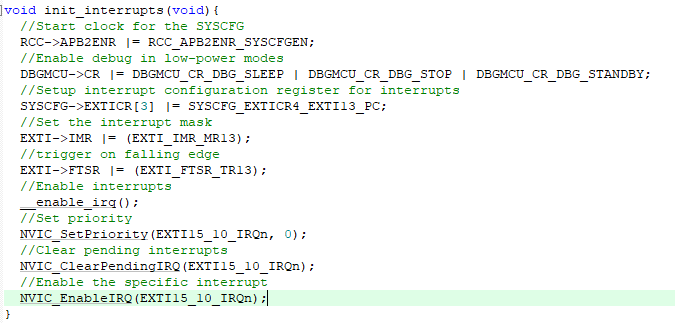 void init_interrupts(void){
//Start clock for the SYSCFG
RCC->APB2ENR |= RCC_APB2ENR_SYSCFGEN;
//Enable debug in low-power modes
DBGMCU->CR |= DBGMCU_CR_DBG_SLEEP | DBGMCU_CR_DBG_STOP | DBGMCU_CR_DBG_STANDBY;
//Setup interrupt configuration register for interrupts
SYSCFG->EXTICR[3] |= SYSCFG_EXTICR4_EXTI13_PC;
//Set the interrupt mask
EXTI->IMR |= (EXTI_IMR_MR13);
//trigger on falling edge
EXTI->FTSR |= (EXTI_FTSR_TR13);
//Enable interrupts
__enable_irq();
//Set priority
NVIC_SetPriority(EXTI15_10_IRQn, 0);
//Clear pending interrupts
NVIC_ClearPendingIRQ(EXTI15_10_IRQn);
//Enable the specific interrupt
NVIC_EnableIRQ(EXTI15_10_IRQn);
}